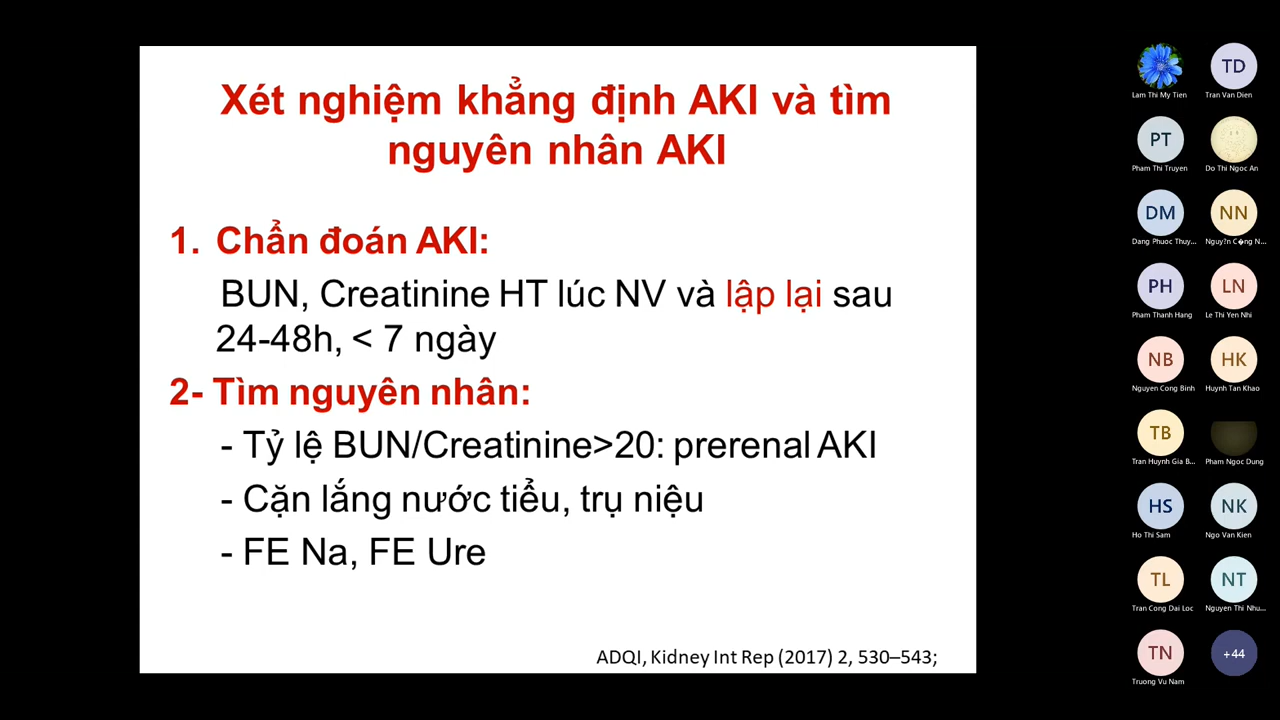 Xét nghiệm khẳng định AKI và tìm
nguyên nhân AKI
1. Chẩn đoán AKI:
BUN, Creatinine HT lúc NV và lập lại sau
24-48h, < 7 ngày
2- Tìm nguyên nhân:
- Tỷ lệ BUN/Creatinine>20: prerenal AKI
- Cặn lắng nước tiểu, trụ niệu
- FE Na, FE Ure
ADQI, Kidney Int Rep (2017) 2, 530–543;
TD
Lam Thi My Tien
Tran Van Dien
PT
Pham Thi Truyen
Do Thi Ngoc An
DM
NN
Dang Phuoc Thuy...
Nguy?n C�ng N...
PH
LN
Pham Thanh Hang
Le Thi Yen Nhi
NB
HK
Nguyen Cong Binh
Huynh Tan Khao
TB
Tran Huynh Gia B...
Pham Ngoc Dung
HS
NK
Ho Thi Sam
Ngo Van Kien
TL
NT
Tran Cong Dai Loc
Nguyen Thi Nhu...
TN
+44
Truong Vu Nam